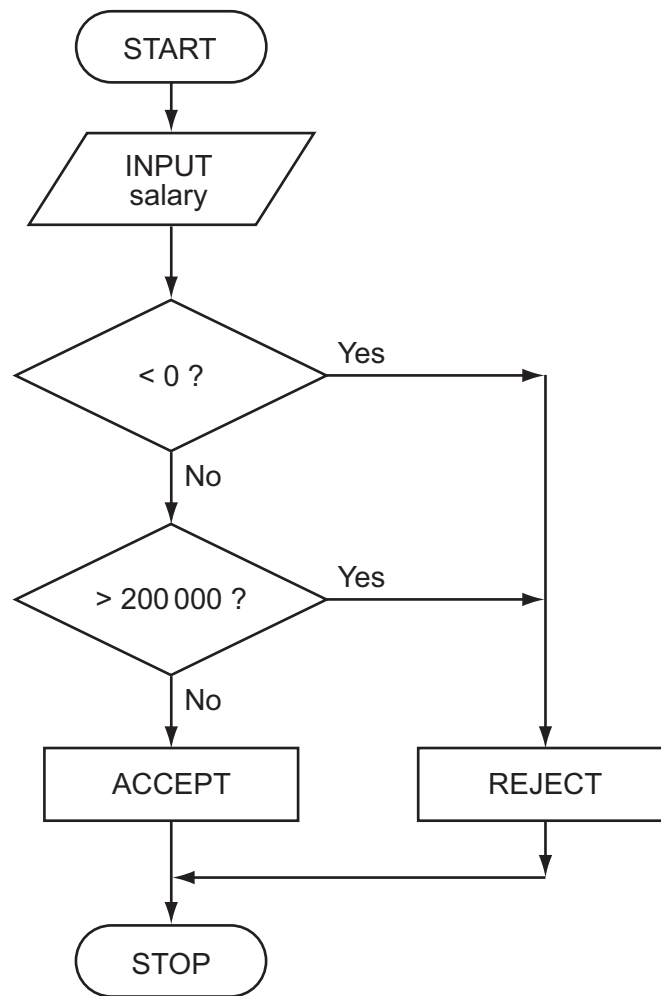 START
INPUT
salary
< 0 ?
Yes
No
> 200 000 ?
Yes
No
ACCEPT
REJECT
STOP